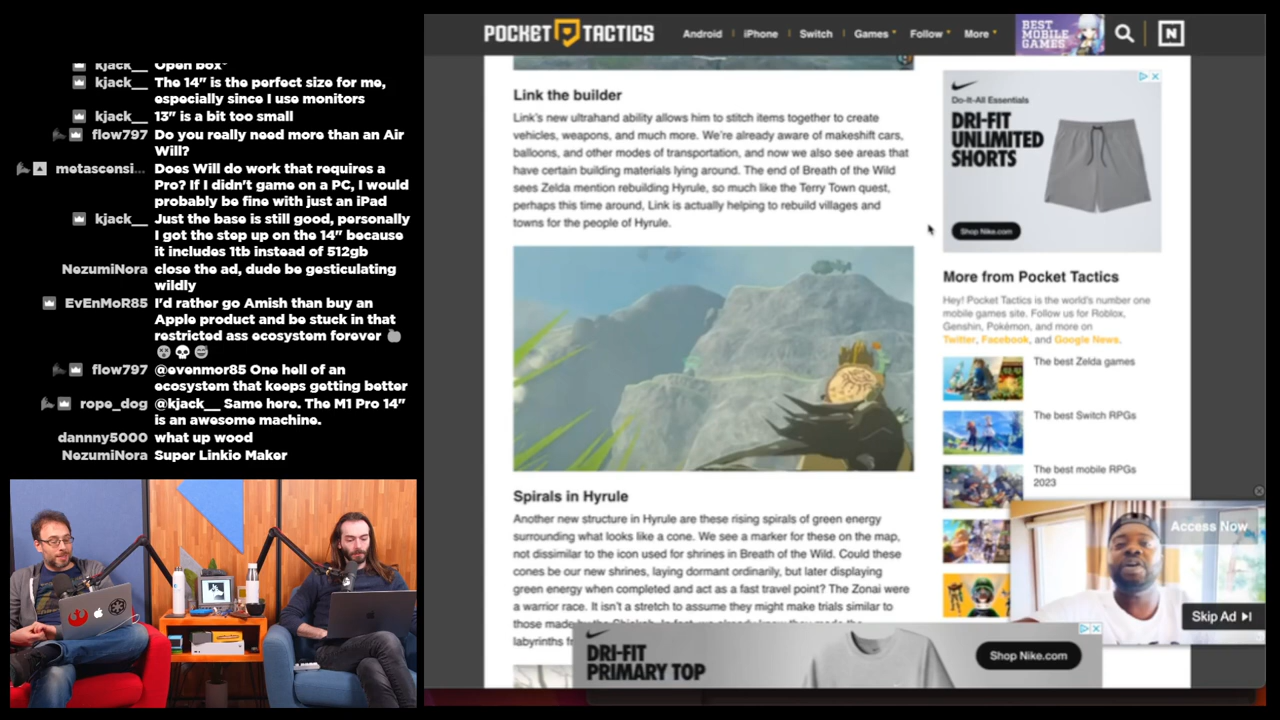 kjack__ Open box*
kjack__ The 14" is the perfect size for me,
especially since I use monitors
kjack__ 13" is a bit too small
flow797 Do you really need more than an Air
Will?
metascensi... Does Will do work that requires a
Pro? If I didn't game on a PC, I would
probably be fine with just an iPad
kjack__ Just the base is still good, personally
I got the step up on the 14" because
it includes 1tb instead of 512gb
NezumiNora close the ad, dude be gesticulating
wildly
EvEnMoR85 I'd rather go Amish than buy an
Apple product and be stuck in that
restricted ass ecosystem forever
flow797 @evenmor85 One hell of an
ecosystem that keeps getting better
rope_dog @kjack__ Same here. The M1 Pro 14"
is an awesome machine.
dannny5000 what up wood
NezumiNora Super Linkio Maker
POCKET TACTICS
Android iPhone Switch Games Follow More
BEST
MOBILE
GAMES
N
Link the builder
Link's new ultrahand ability allows him to stitch items together to create
vehicles, weapons, and much more. We're already aware of makeshift cars,
balloons, and other modes of transportation, and now we also see areas that
have certain building materials lying around. The end of Breath of the Wild
sees Zelda mention rebuilding Hyrule, so much like the Terry Town quest,
perhaps this time around, Link is actually helping to rebuild villages and
towns for the people of Hyrule.
Spirals in Hyrule
Another new structure in Hyrule are these rising spirals of green energy
surrounding what looks like a cone. We see a marker for these on the map,
not dissimilar to the icon used for shrines in Breath of the Wild. Could these
cones be our new shrines, laying dormant ordinarily, but later displaying
green energy when completed and act as a fast travel point? The Zonai were
a warrior race. It isn't a stretch to assume they might make trials similar to
those made by the
labyrinths
Do-It-All Essentials
DRI-FIT
UNLIMITED
SHORTS
Shop Nike.com
More from Pocket Tactics
Hey! Pocket Tactics is the world's number one
mobile games site. Follow us for Roblox,
Genshin, Pokémon, and more on
Twitter, Facebook, and Google News.
The best Zelda games
The best Switch RPGs
The best mobile RPGs
2023
Access Now
Skip Ad
DRI-FIT
PRIMARY TOP
Shop Nike.com